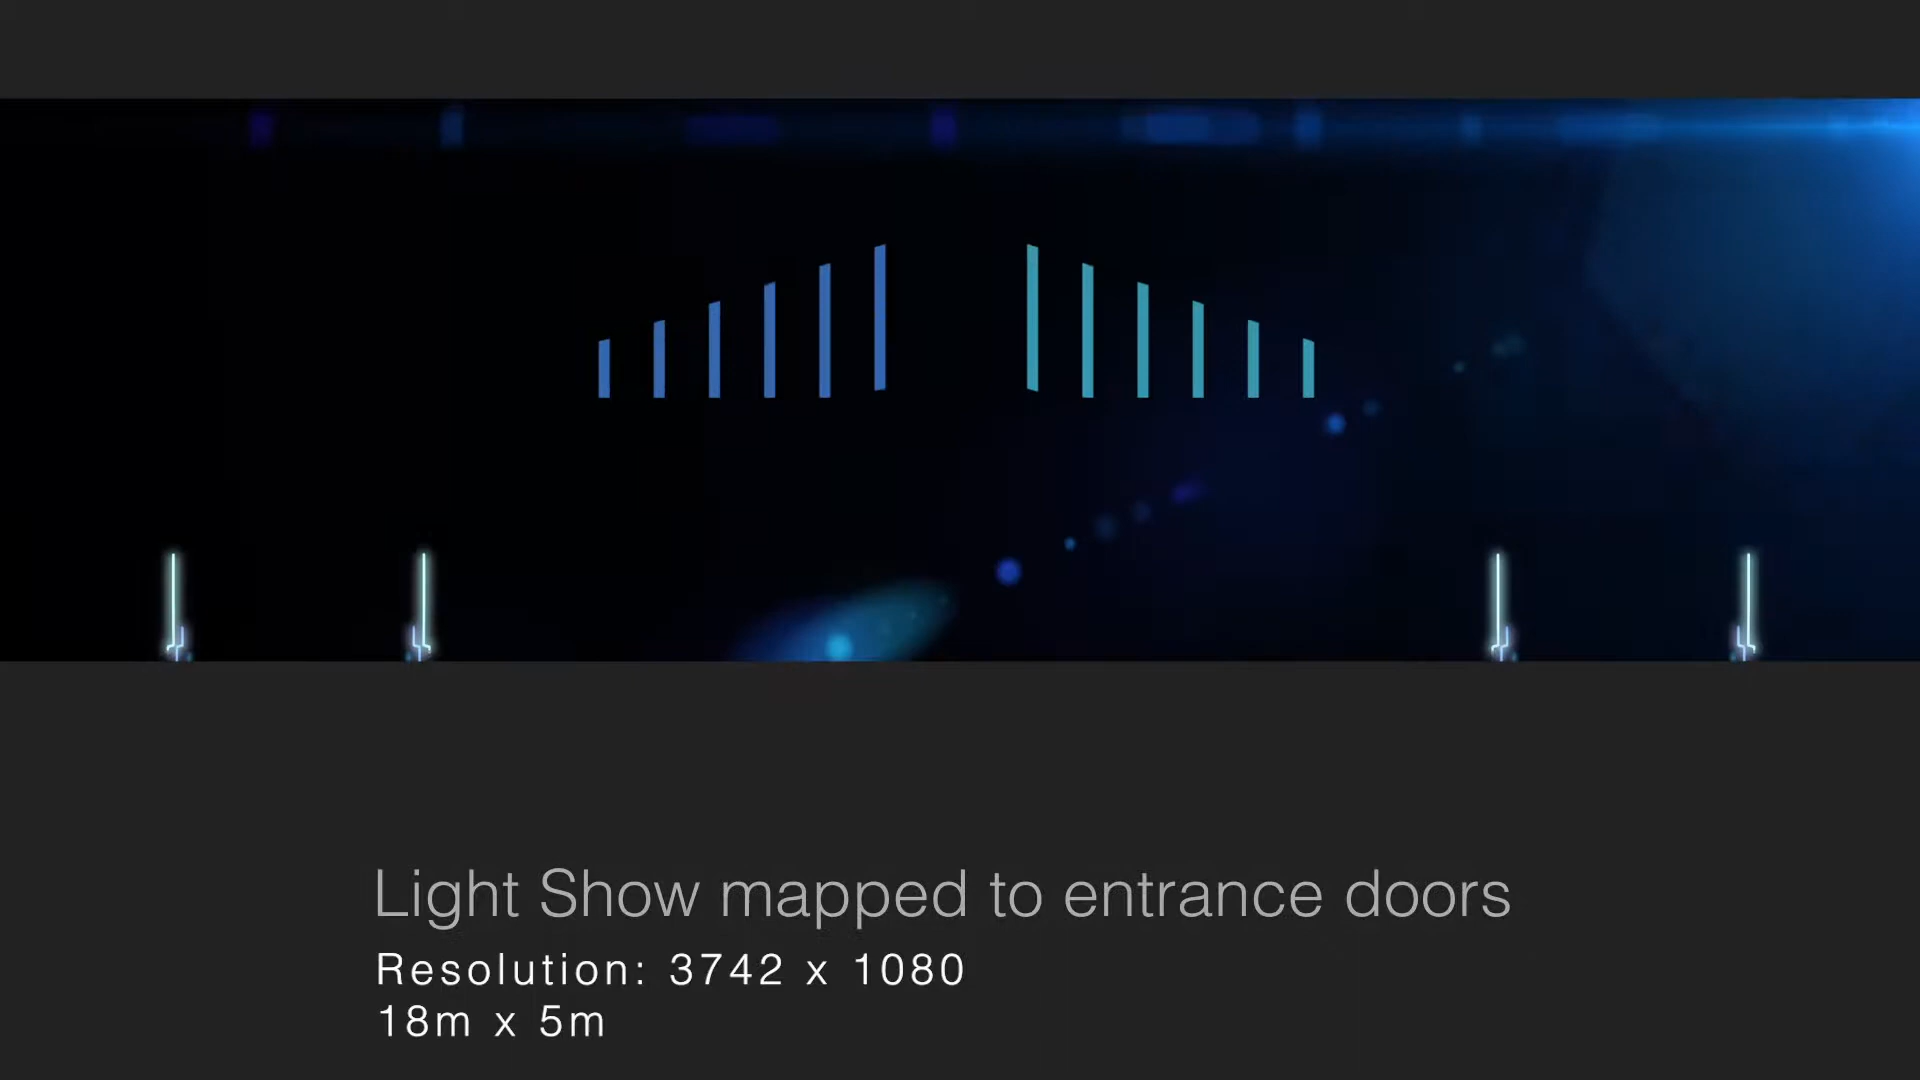 Light Show mapped to entrance doors
Resolution: 3742 x 1080
18m x 5m